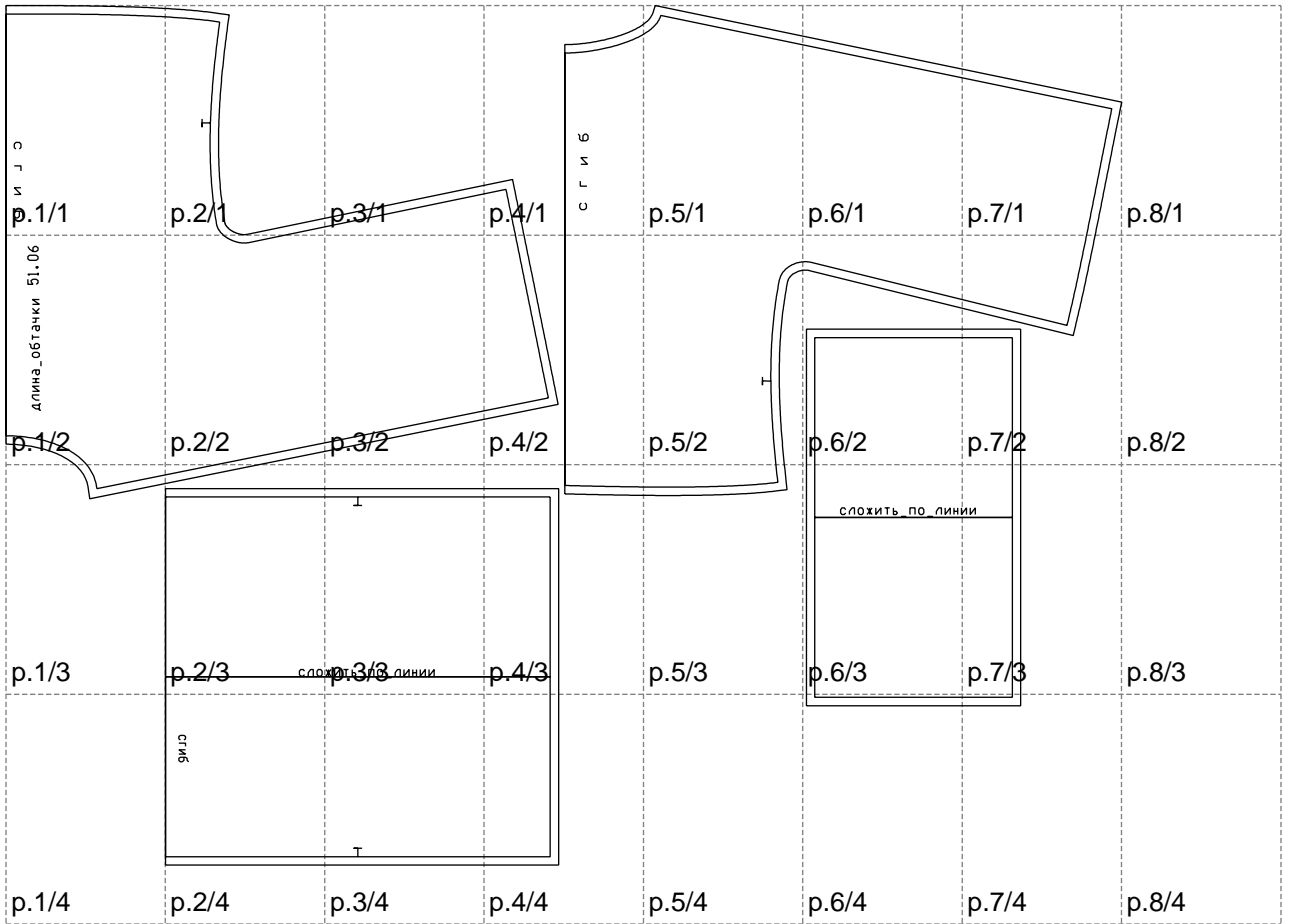 сгиб
сгиб
p.1/1 p.2/1 p.3/1 p.4/1 p.5/1 p.6/1 p.7/1 p.8/1
длина_обтачки 51.06
p.1/2 p.2/2 p.3/2 p.4/2 p.5/2 p.6/2 p.7/2 p.8/2
сложить_по_линии
p.1/3 p.2/3 p.3/3 p.4/3 p.5/3 p.6/3 p.7/3 p.8/3
сложить_по_линии
сгиб
p.1/4 p.2/4 p.3/4 p.4/4 p.5/4 p.6/4 p.7/4 p.8/4